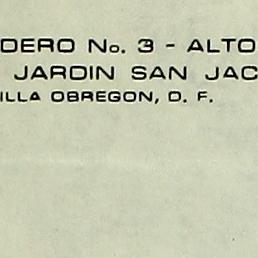 DERO No. 3 - ALTO
JARDIN SAN JAC
ILLA OBREGON, D. F.